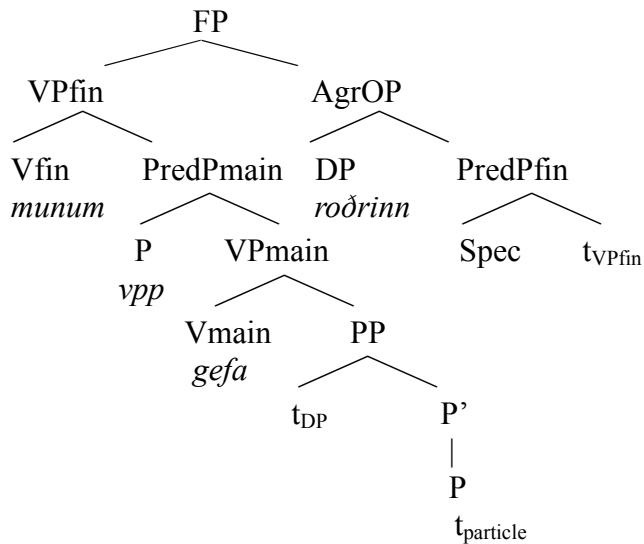 FP
VPfin AgrOP
Vfin PredPmain DP PredPfin
munum roðrinn
P VPmain Spec tVPfin
vpp
Vmain PP
gefa
tDP P’
P
tparticle